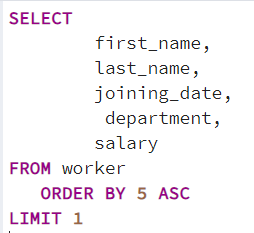 SELECT
first_name,
last_name,
joining_date,
department,
salary
FROM worker
ORDER BY 5 ASC
LIMIT 1